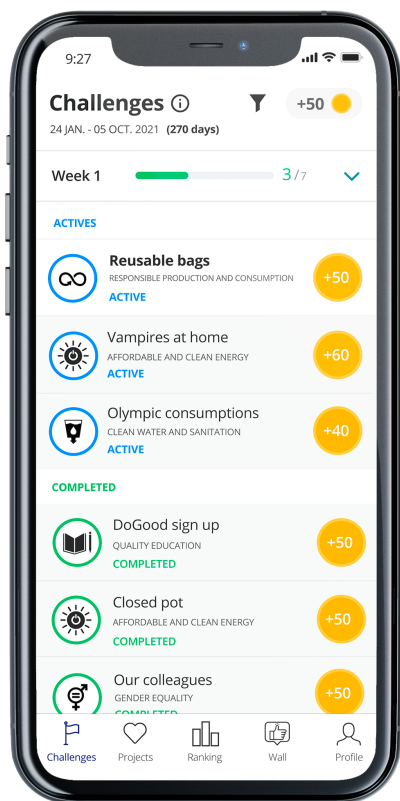 9:27
Challenges
+50
24 JAN. - 05 OCT. 2021 (270 days)
Week 1 3/7
ACTIVES
Reusable bags
RESPONSIBLE PRODUCTION AND CONSUMPTION
ACTIVE
+50
Vampires at home
AFFORDABLE AND CLEAN ENERGY
ACTIVE
+60
Olympic consumptions
CLEAN WATER AND SANITATION
ACTIVE
+40
COMPLETED
DoGood sign up
QUALITY EDUCATION
COMPLETED
+50
Closed pot
AFFORDABLE AND CLEAN ENERGY
COMPLETED
+50
Our colleagues
GENDER EQUALITY
COMPLETED
+50
Challenges Projects Ranking Wall Profile